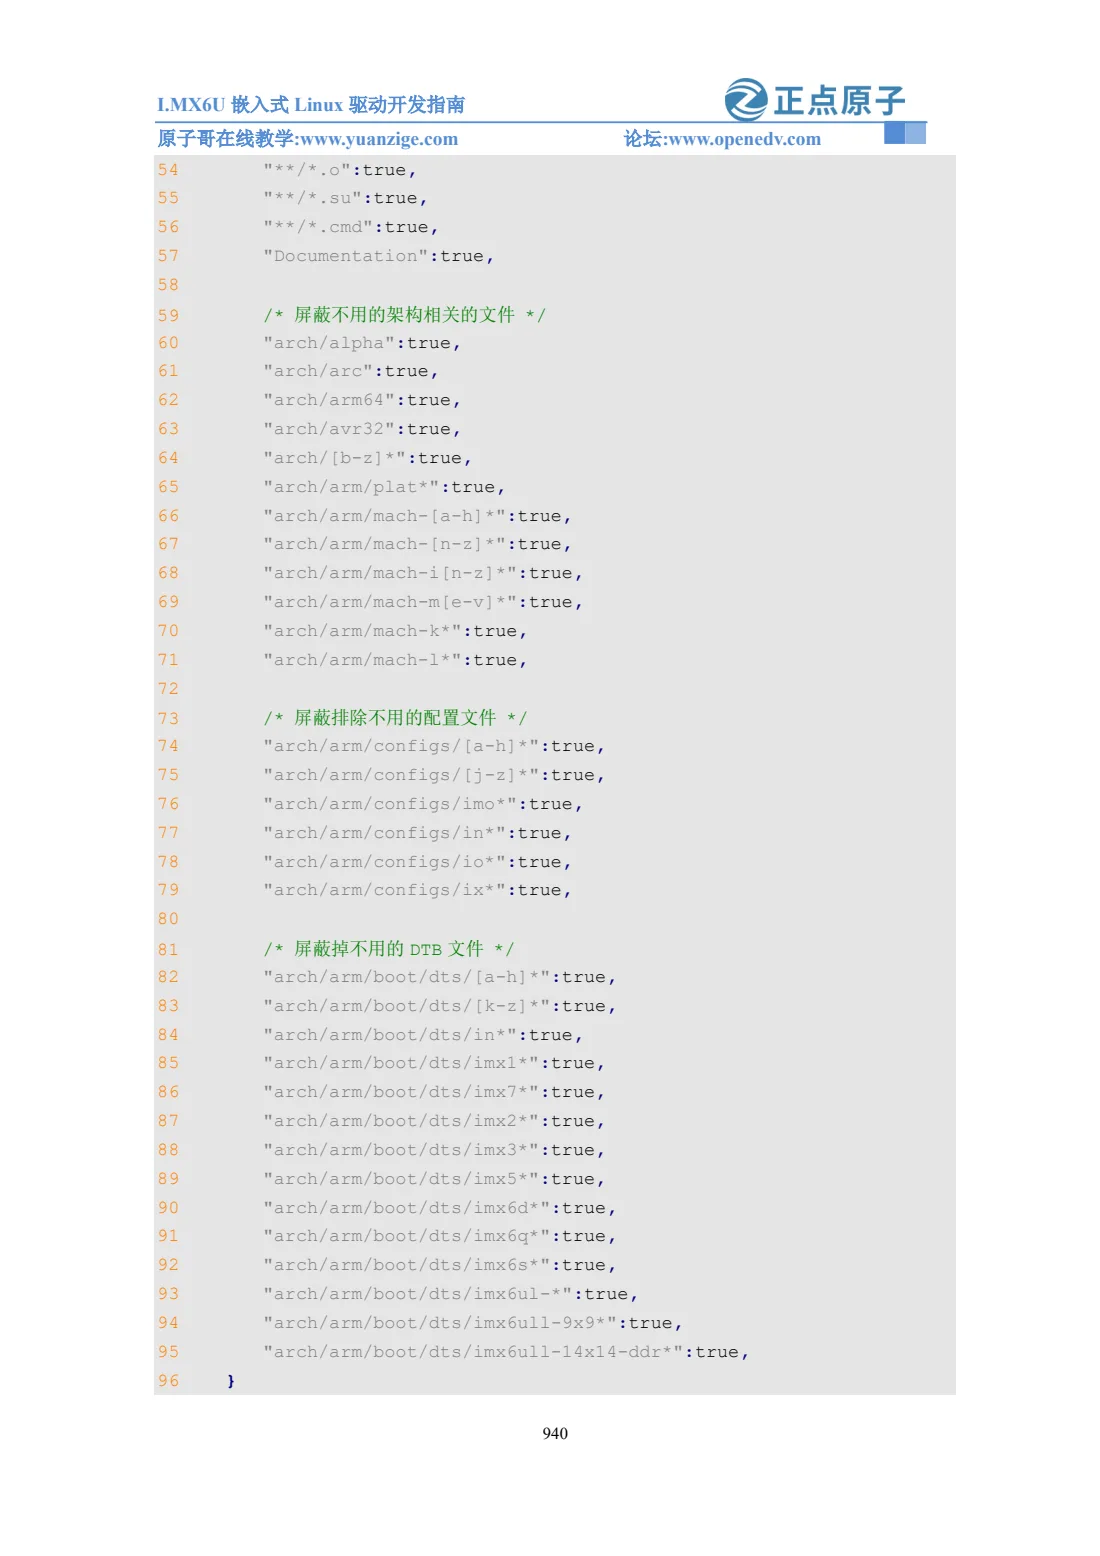 I.MX6U 嵌入式 Linux 驱动开发指南
正点原子
原子哥在线教学:www.yuanzige.com 论坛:www.openedv.com
54 "**/*.o":true,
55 "**/*.su":true,
56 "**/*.cmd":true,
57 "Documentation":true,
58
59 /* 屏蔽不用的架构相关的文件 */
60 "arch/alpha":true,
61 "arch/arc":true,
62 "arch/arm64":true,
63 "arch/avr32":true,
64 "arch/[b-z]*":true,
65 "arch/arm/plat*":true,
66 "arch/arm/mach-[a-h]*":true,
67 "arch/arm/mach-[n-z]*":true,
68 "arch/arm/mach-i[n-z]*":true,
69 "arch/arm/mach-m[e-v]*":true,
70 "arch/arm/mach-k*":true,
71 "arch/arm/mach-l*":true,
72
73 /* 屏蔽排除不用的配置文件 */
74 "arch/arm/configs/[a-h]*":true,
75 "arch/arm/configs/[j-z]*":true,
76 "arch/arm/configs/imo*":true,
77 "arch/arm/configs/in*":true,
78 "arch/arm/configs/io*":true,
79 "arch/arm/configs/ix*":true,
80
81 /* 屏蔽掉不用的 DTB 文件 */
82 "arch/arm/boot/dts/[a-h]*":true,
83 "arch/arm/boot/dts/[k-z]*":true,
84 "arch/arm/boot/dts/in*":true,
85 "arch/arm/boot/dts/imx1*":true,
86 "arch/arm/boot/dts/imx7*":true,
87 "arch/arm/boot/dts/imx2*":true,
88 "arch/arm/boot/dts/imx3*":true,
89 "arch/arm/boot/dts/imx5*":true,
90 "arch/arm/boot/dts/imx6d*":true,
91 "arch/arm/boot/dts/imx6q*":true,
92 "arch/arm/boot/dts/imx6s*":true,
93 "arch/arm/boot/dts/imx6ul-*":true,
94 "arch/arm/boot/dts/imx6ull-9x9*":true,
95 "arch/arm/boot/dts/imx6ull-14x14-ddr*":true,
96 }
940